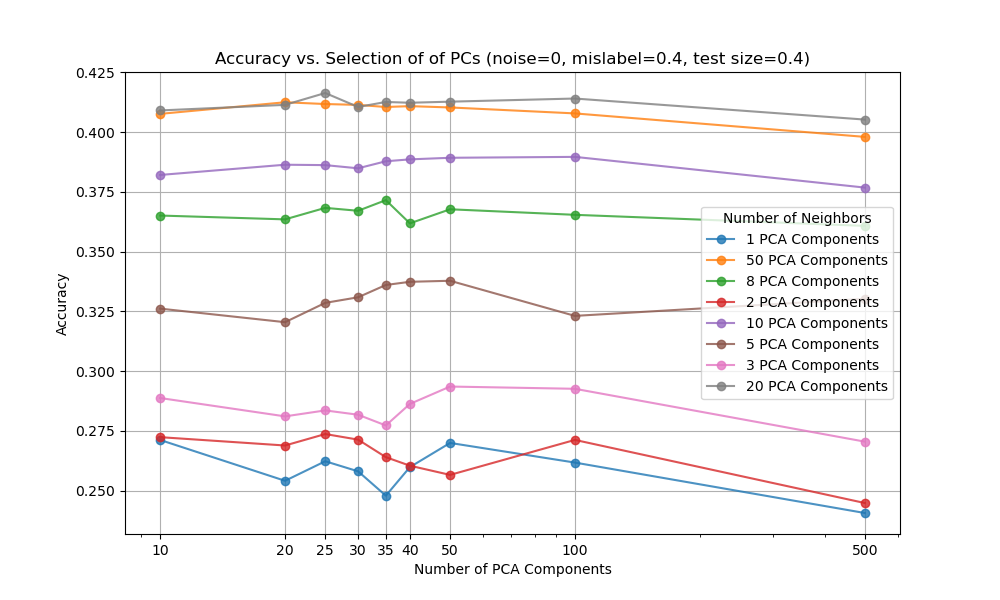 Accuracy vs. Selection of of PCs (noise=0, mislabel=0.4, test size=0.4)
0.425
0.400
0.375
0.350
0.325
0.300
0.275
0.250
Accuracy
Number of Neighbors
1 PCA Components
50 PCA Components
8 PCA Components
2 PCA Components
10 PCA Components
5 PCA Components
3 PCA Components
20 PCA Components
10 20 25 30 35 40 50 100 500
Number of PCA Components